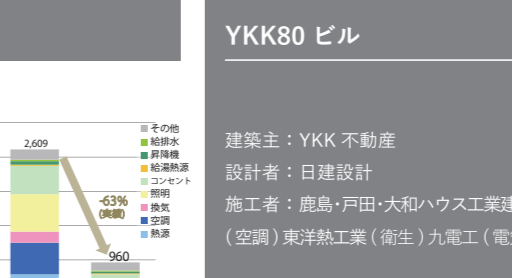 YKK80 ビル
建築主：YKK 不動産
設計者：日建設計
施工者：鹿島・戸田・大和ハウス工業建
(空調) 東洋熱工業 (衛生) 九電工 (電気
2,609
-63%
(実績)
960
その他
給排水
昇降機
給湯熱源
コンセント
照明
換気
空調
熱源